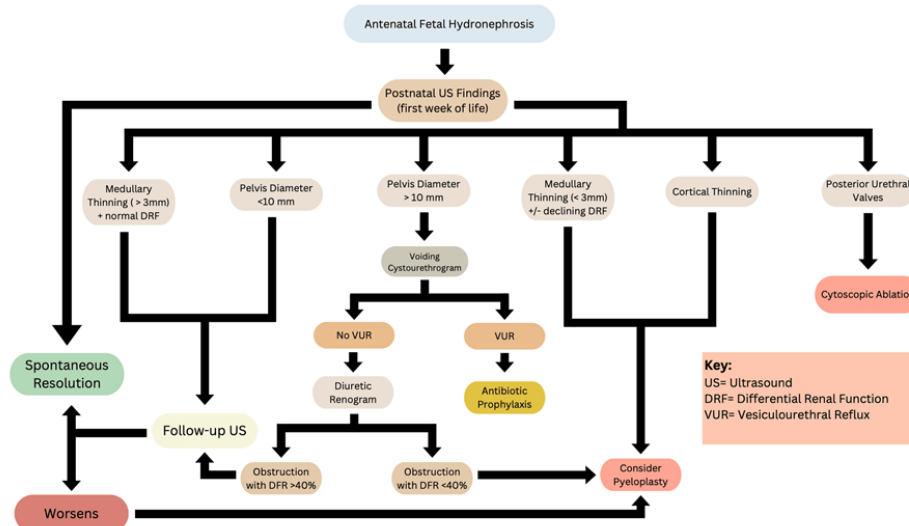 Antenatal Fetal Hydronephrosis
Postnatal US Findings
(first week of life)
Medullary
Thinning ( > 3mm)
+ normal DRF
Pelvis Diameter
<10 mm
Pelvis Diameter
> 10 mm
Medullary
Thinning (< 3mm)
+/- declining DRF
Cortical Thinning
Posterior Urethral
Valves
Voiding
Cystourethrogram
Cytoscopic Ablation
No VUR
VUR
Spontaneous
Resolution
Diuretic
Renogram
Antibiotic
Prophylaxis
Key:
US= Ultrasound
DRF= Differential Renal Function
VUR= Vesiculourethral Reflux
Follow-up US
Obstruction
with DFR >40%
Obstruction
with DFR <40%
Consider
Pyeloplasty
Worsens